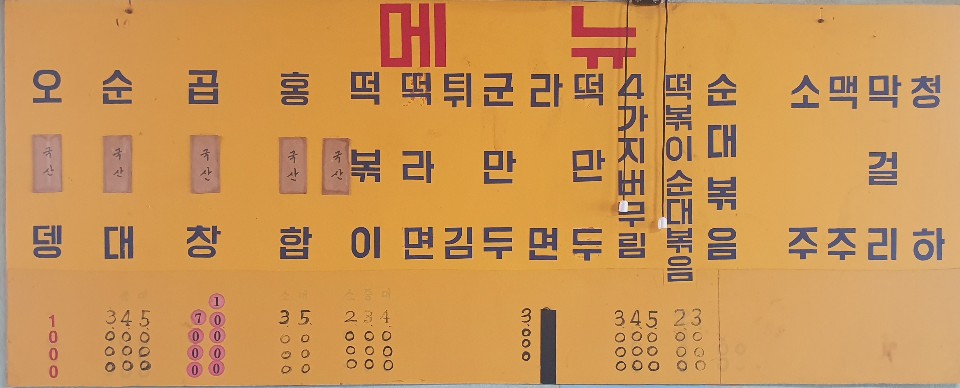 메뉴
오뎅
국산
1000
순대
국산
3000
4000
5000
곱창
국산
7000
10000
홍합
국산
3000
5000
국산
떡볶이
2000
3000
4000
떡라면
튀김
군만두
라면
3000
떡만두
4가지버무림
3000
4000
5000
떡볶이순대볶음
2000
3000
순대볶음
소주
맥주
막걸리
청하